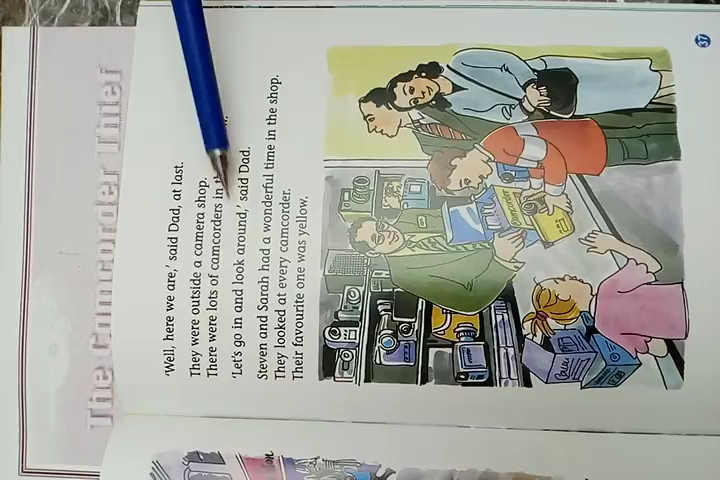 The Camcorder Thief
'Well, here we are,' said Dad, at last.
They were outside a camera shop.
There were lots of camcorders in
'Let's go in and look around,' said Dad.
Steven and Sarah had a wonderful time in the shop.
They looked at every camcorder.
Their favourite one was yellow.
Camcorder
37